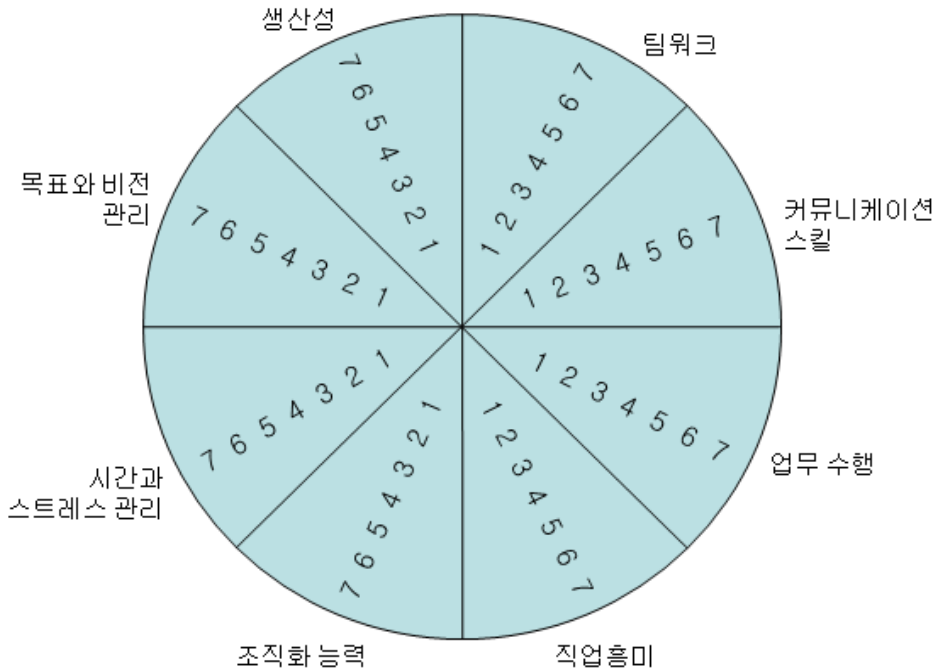 생산성
팀워크
커뮤니케이션
스킬
업무 수행
직업흥미
조직화 능력
시간과
스트레스 관리
목표와 비전
관리
7 6 5 4 3 2 1
1 2 3 4 5 6 7
1 2 3 4 5 6 7
1 2 3 4 5 6 7
1 2 3 4 5 6 7
7 6 5 4 3 2 1
7 6 5 4 3 2 1
7 6 5 4 3 2 1